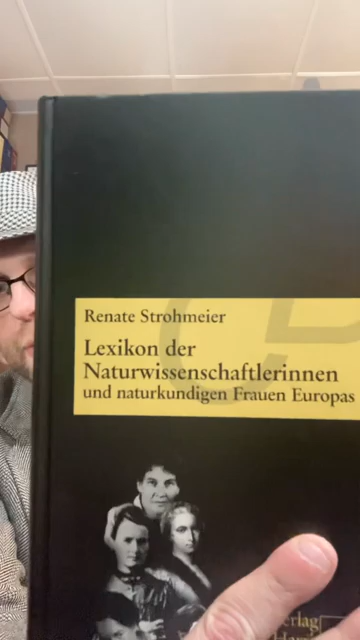 Renate Strohmeier
Lexikon der
Naturwissenschaftlerinnen
und naturkundigen Frauen Europas